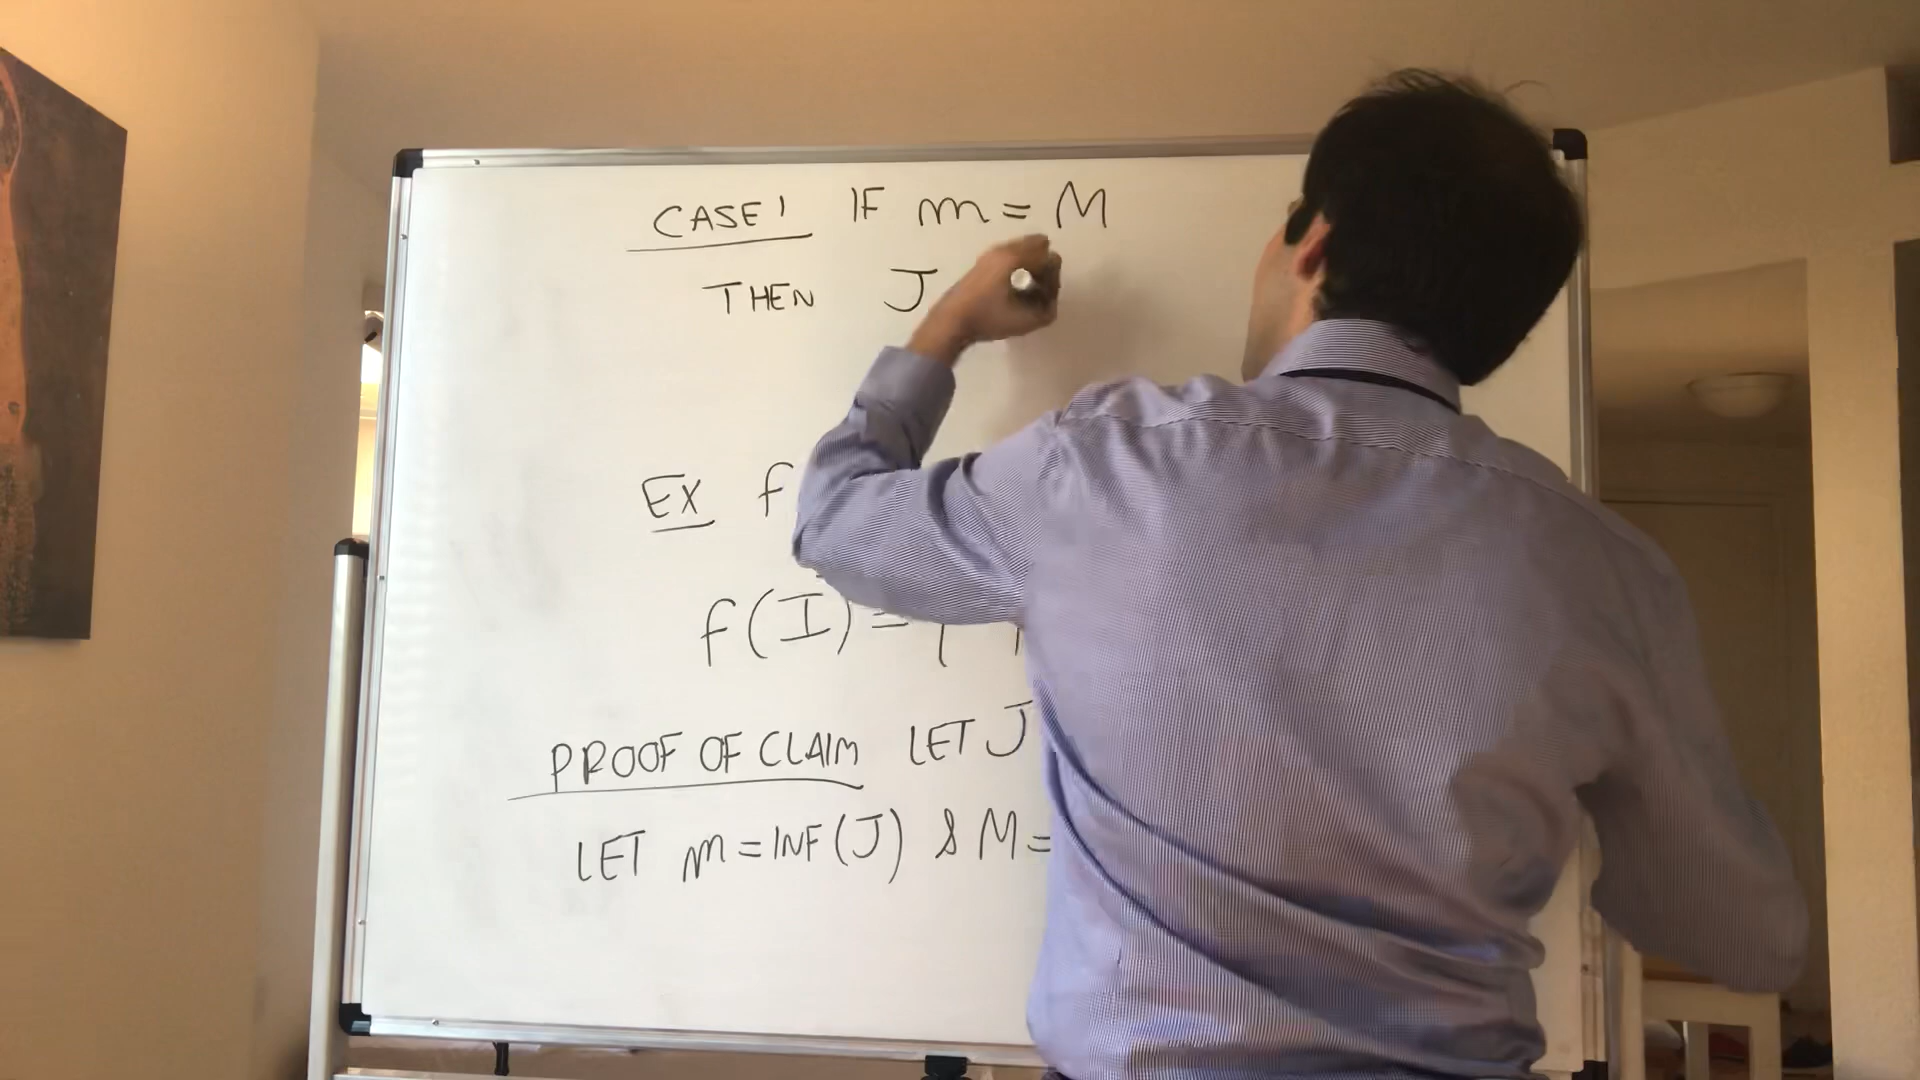 CASE 1 IF m = M
THEN J
EX f
f(I) =
PROOF OF CLAIM LET J
LET m = INF(J) & M =